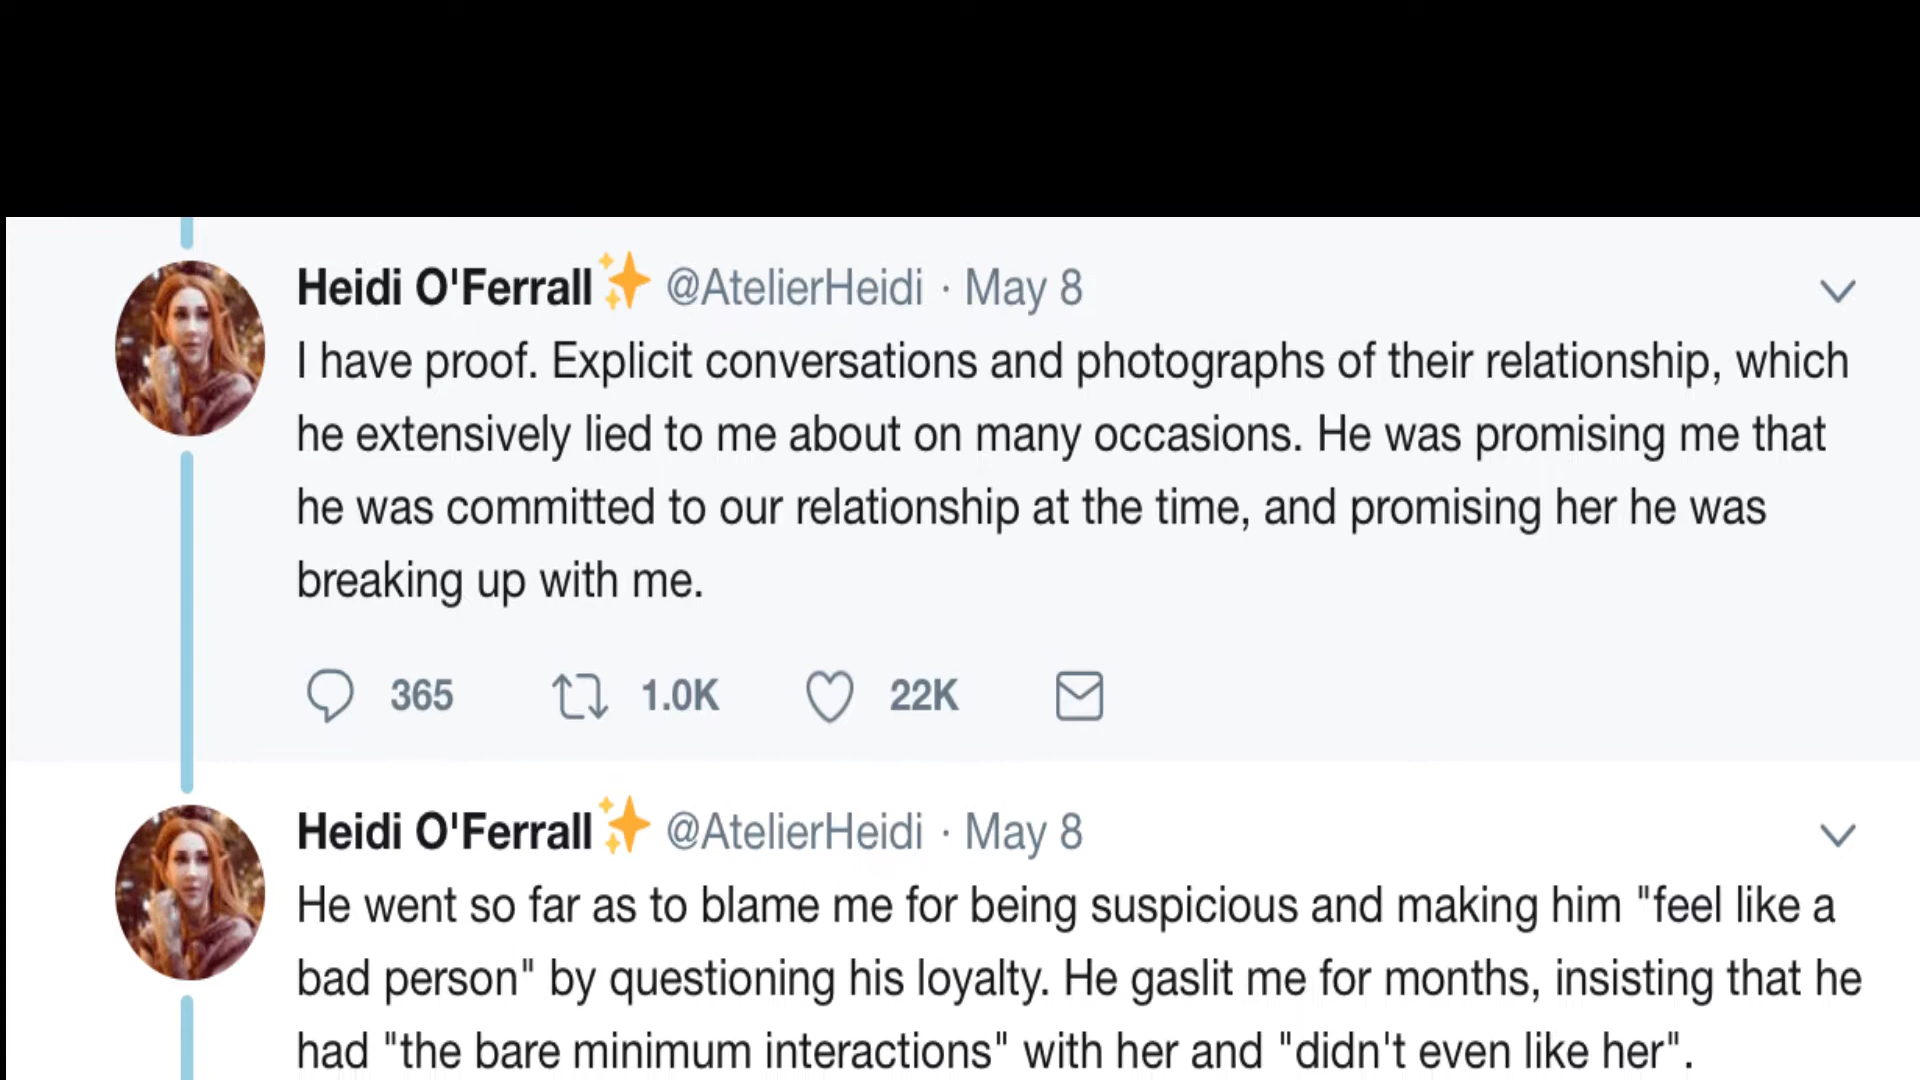 Heidi O'Ferrall✨ @AtelierHeidi · May 8
I have proof. Explicit conversations and photographs of their relationship, which
he extensively lied to me about on many occasions. He was promising me that
he was committed to our relationship at the time, and promising her he was
breaking up with me.
365 1.0K 22K
Heidi O'Ferrall✨ @AtelierHeidi · May 8
He went so far as to blame me for being suspicious and making him "feel like a
bad person" by questioning his loyalty. He gaslit me for months, insisting that he
had "the bare minimum interactions" with her and "didn't even like her".